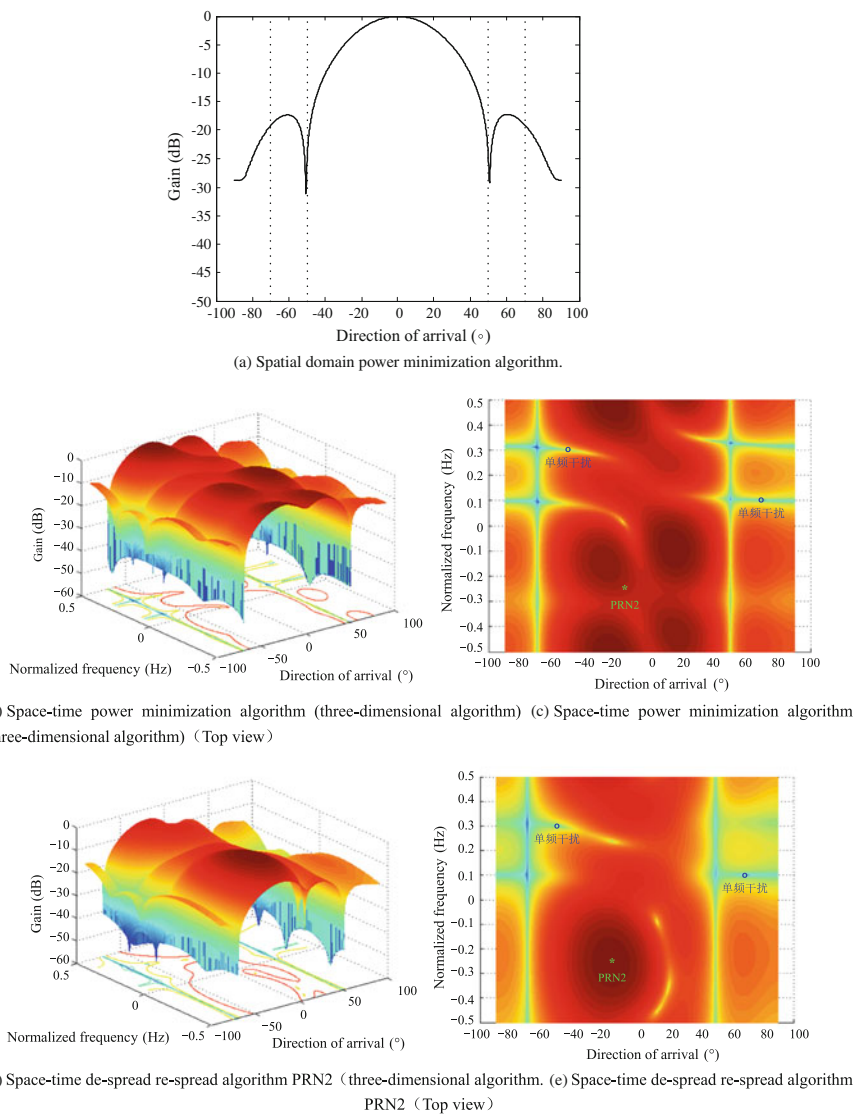 0
-5
-10
-15
-20
-25
-30
-35
-40
-45
-50
Gain (dB)
-100 -80 -60 -40 -20 0 20 40 60 80 100
Direction of arrival (°)
(a) Spatial domain power minimization algorithm.
0
−10
−20
−30
−40
−50
−60
Gain (dB)
0.5
0
−0.5
Normalized frequency (Hz)
−100
−50
0
50
100
Direction of arrival (°)
0.5
0.4
0.3
0.2
0.1
0
−0.1
−0.2
−0.3
−0.4
−0.5
Normalized frequency (Hz)
单频干扰
单频干扰
PRN2
−100 −80 −60 −40 −20 0 20 40 60 80 100
Direction of arrival (°)
) Space-time power minimization algorithm (three-dimensional algorithm) (c) Space-time power minimization algorithm
ree-dimensional algorithm)（Top view）
0
−10
−20
−30
−40
−50
−60
Gain (dB)
0.5
0
−0.5
Normalized frequency (Hz)
−100
−50
0
50
100
Direction of arrival (°)
0.5
0.4
0.3
0.2
0.1
0
−0.1
−0.2
−0.3
−0.4
−0.5
Normalized frequency (Hz)
单频干扰
单频干扰
PRN2
−100 −80 −60 −40 −20 0 20 40 60 80 100
Direction of arrival (°)
) Space-time de-spread re-spread algorithm PRN2（three-dimensional algorithm. (e) Space-time de-spread re-spread algorithm
PRN2（Top view）